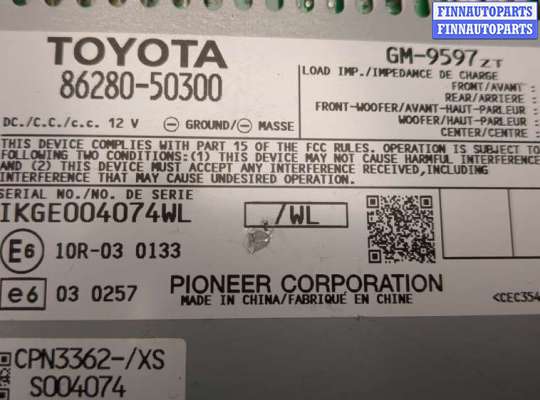 FINNAUTOPARTS
FINNAUTOPARTS
FINNAUTOPARTS
TOYOTA
86280-50300
GM-9597ZT
LOAD IMP./IMPEDANCE DE CHARGE
FRONT/AVANT :
REAR/ARRIERE :
FRONT-WOOFER/AVANT-HAUT-PARLEUR :
WOOFER/HAUT-PARLEUR :
CENTER/CENTRE :
DC./C.C./c.c. 12 V ⊖ GROUND/⊖ MASSE
THIS DEVICE COMPLIES WITH PART 15 OF THE FCC RULES. OPERATION IS SUBJECT TO
FOLLOWING TWO CONDITIONS:(1) THIS DEVICE MAY NOT CAUSE HARMFUL INTERFERENCE
AND (2) THIS DEVICE MUST ACCEPT ANY INTERFERENCE RECEIVED,INCLUDING
INTERFERENCE THAT MAY CAUSE UNDESIRED OPERATION.
SERIAL NO./NO. DE SERIE
IKGE004074WL
/WL
E6 10R-03 0133
e6 03 0257
PIONEER CORPORATION
MADE IN CHINA/FABRIQUÉ EN CHINE
<CEC354
CPN3362-/XS
S004074